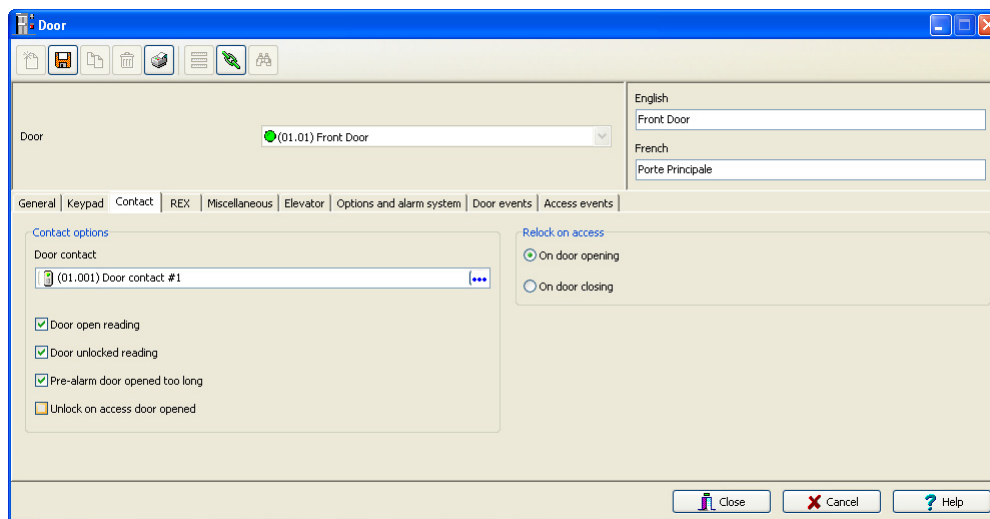 Door
English
Front Door
Door
(01.01) Front Door
French
Porte Principale
General Keypad Contact REX Miscellaneous Elevator Options and alarm system Door events Access events
Contact options
Door contact
(01.001) Door contact #1
Door open reading
Door unlocked reading
Pre-alarm door opened too long
Unlock on access door opened
Relock on access
On door opening
On door closing
Close Cancel Help